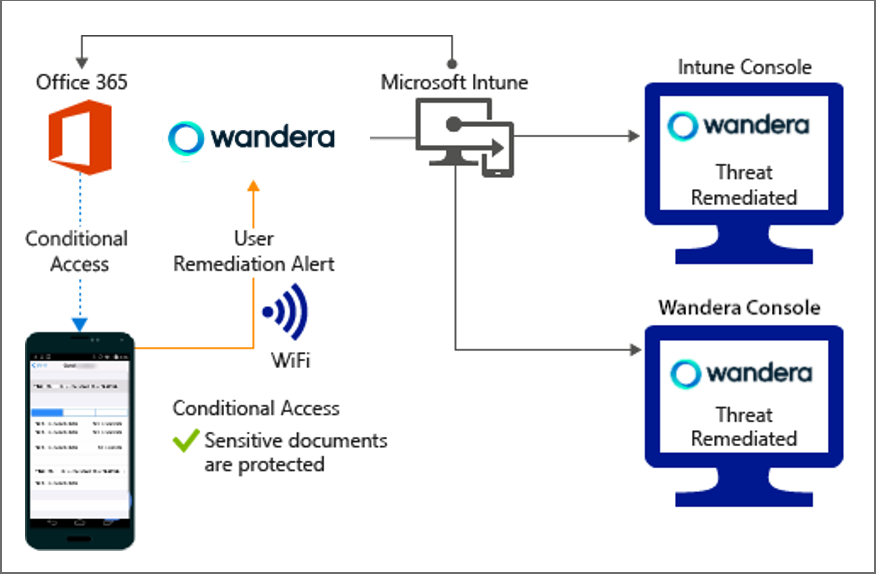 Office 365
Microsoft Intune
Intune Console
wandera
wandera
Threat
Remediated
Conditional
Access
User
Remediation Alert
WiFi
Wandera Console
wandera
Threat
Remediated
Conditional Access
Sensitive documents
are protected